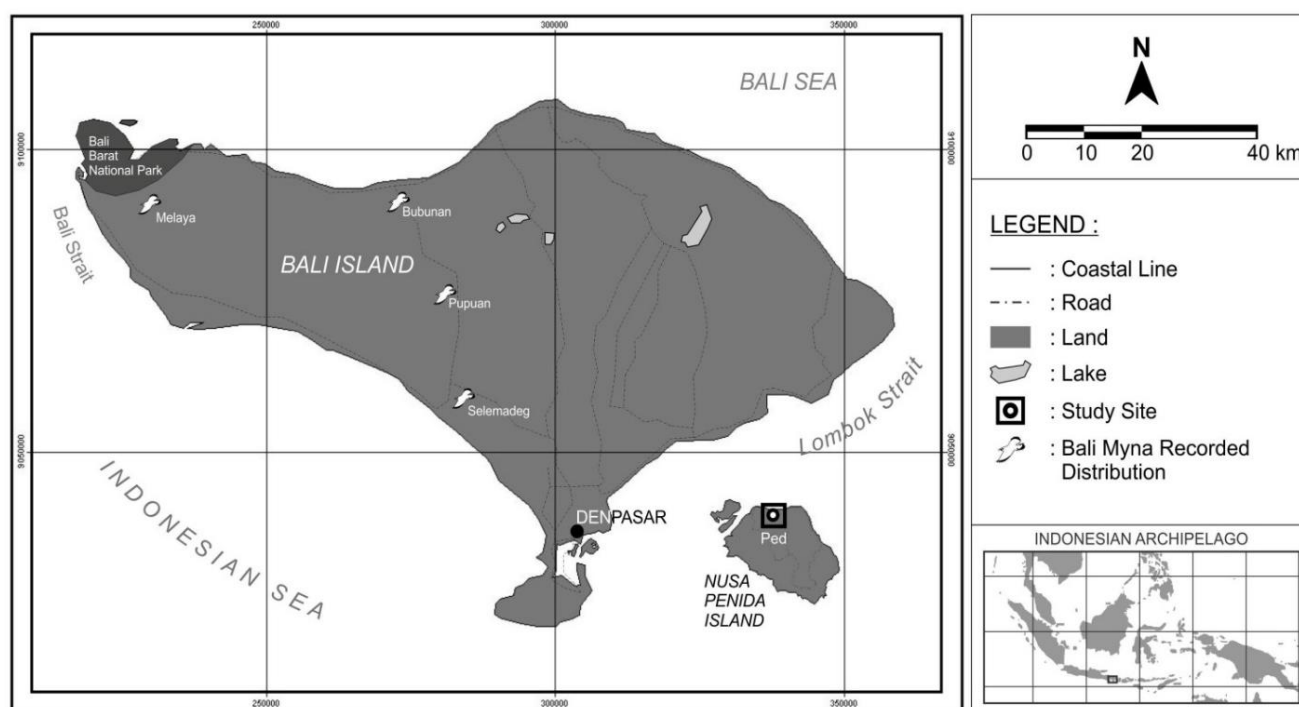 250000
300000
350000
BALI SEA
9100000
9100000
Bali
Barat
National Park
Melaya
Bubunan
Bali Strait
BALI ISLAND
Pupuan
Selemadeg
Lombok Strait
9050000
9050000
INDONESIAN SEA
DENPASAR
Ped
NUSA
PENIDA
ISLAND
250000
300000
350000
N
0 10 20 40 km
LEGEND :
: Coastal Line
: Road
: Land
: Lake
: Study Site
: Bali Myna Recorded
Distribution
INDONESIAN ARCHIPELAGO